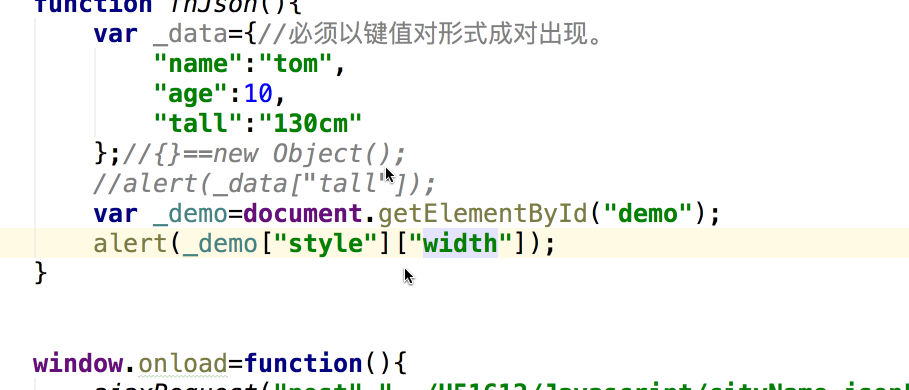 function fnJson(){
var _data={//必须以键值对形式成对出现。
"name":"tom",
"age":10,
"tall":"130cm"
};//{}==new Object();
//alert(_data["tall"]);
var _demo=document.getElementById("demo");
alert(_demo["style"]["width"]);
}
window.onload=function(){